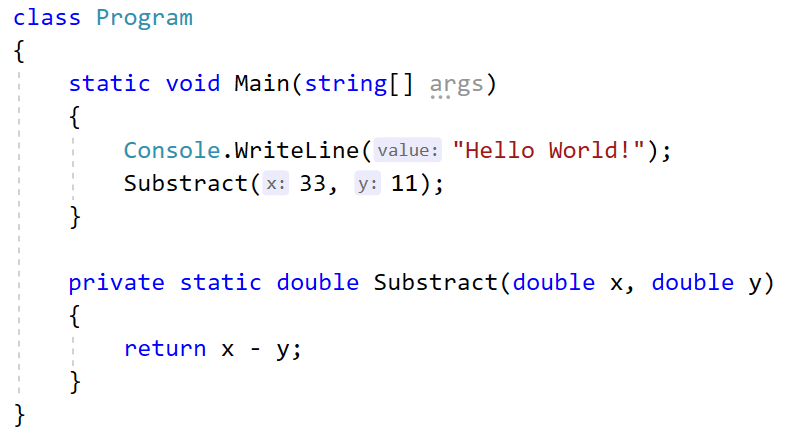 class Program
{
static void Main(string[] args)
{
Console.WriteLine(value: "Hello World!");
Substract(x: 33, y: 11);
}
private static double Substract(double x, double y)
{
return x - y;
}
}